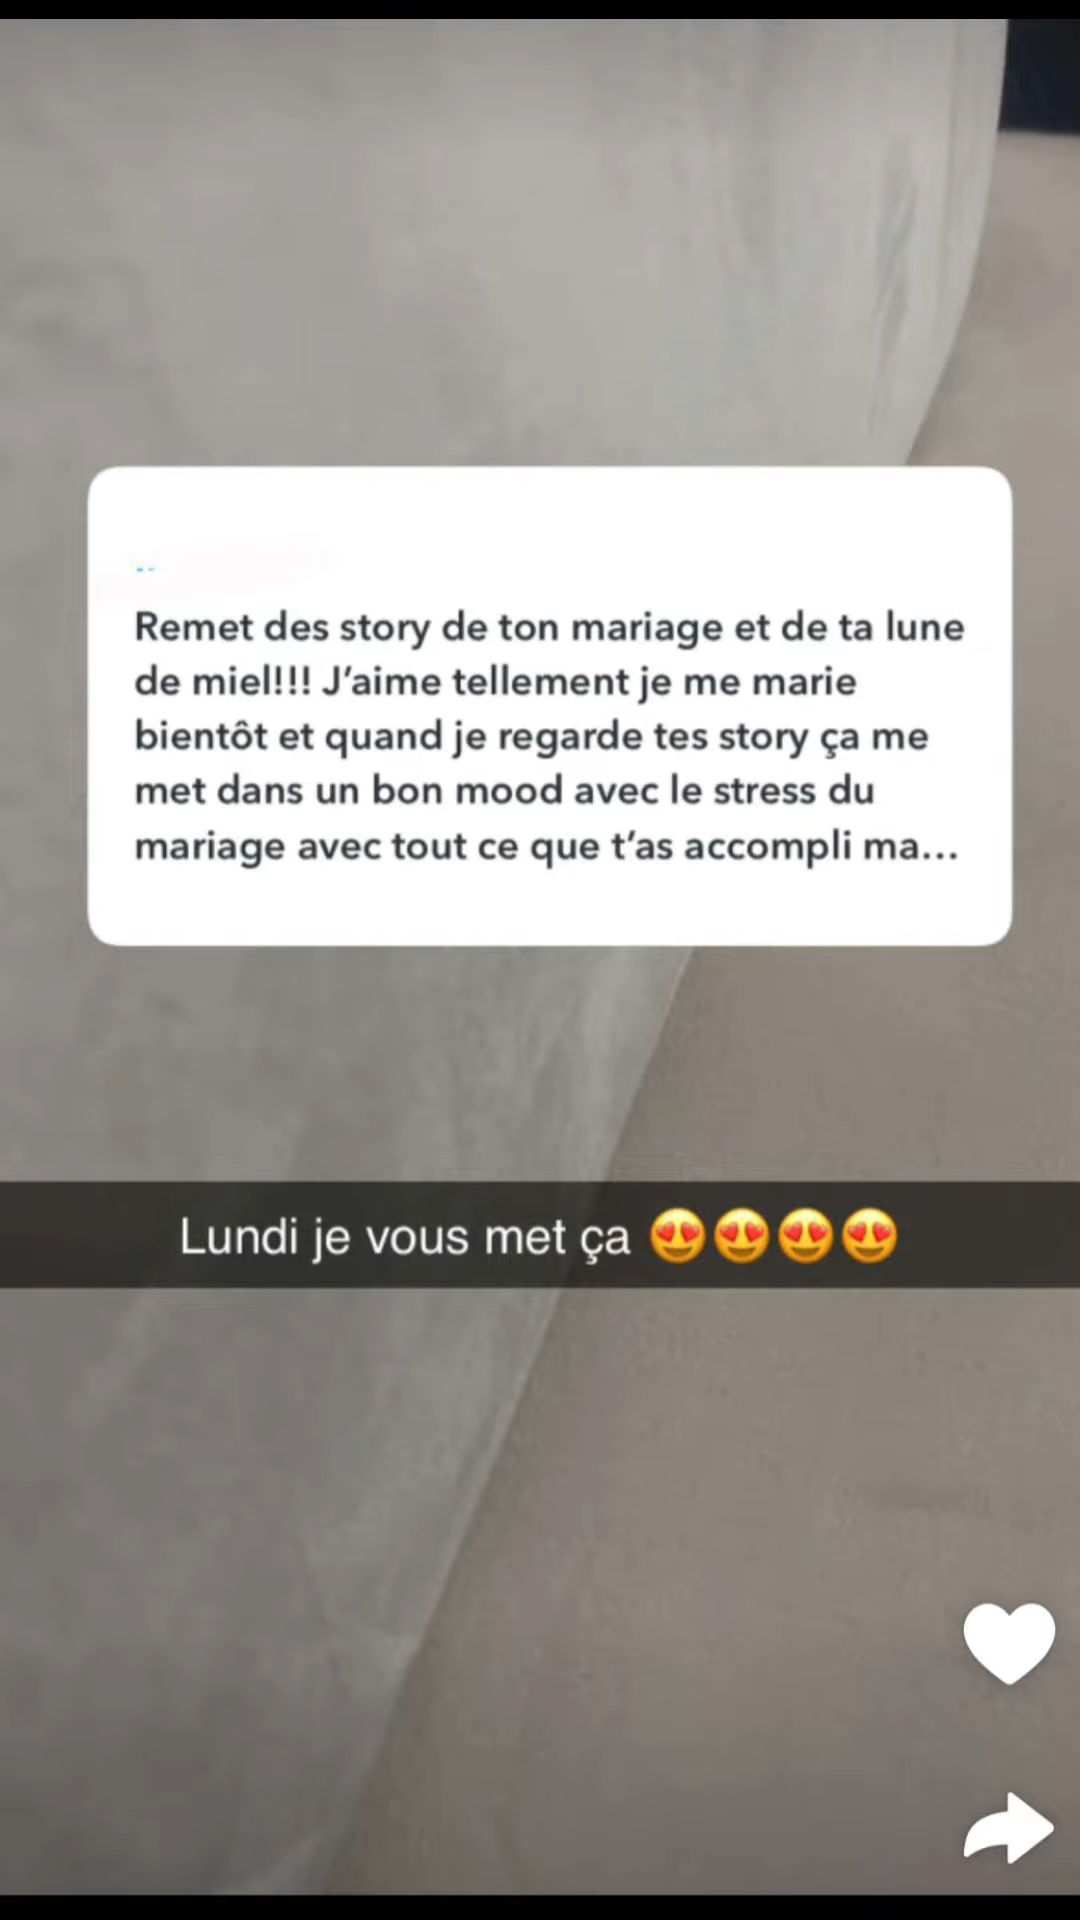 Remet des story de ton mariage et de ta lune
de miel!!! J’aime tellement je me marie
bientôt et quand je regarde tes story ça me
met dans un bon mood avec le stress du
mariage avec tout ce que t’as accompli ma…
Lundi je vous met ça 😍😍😍😍